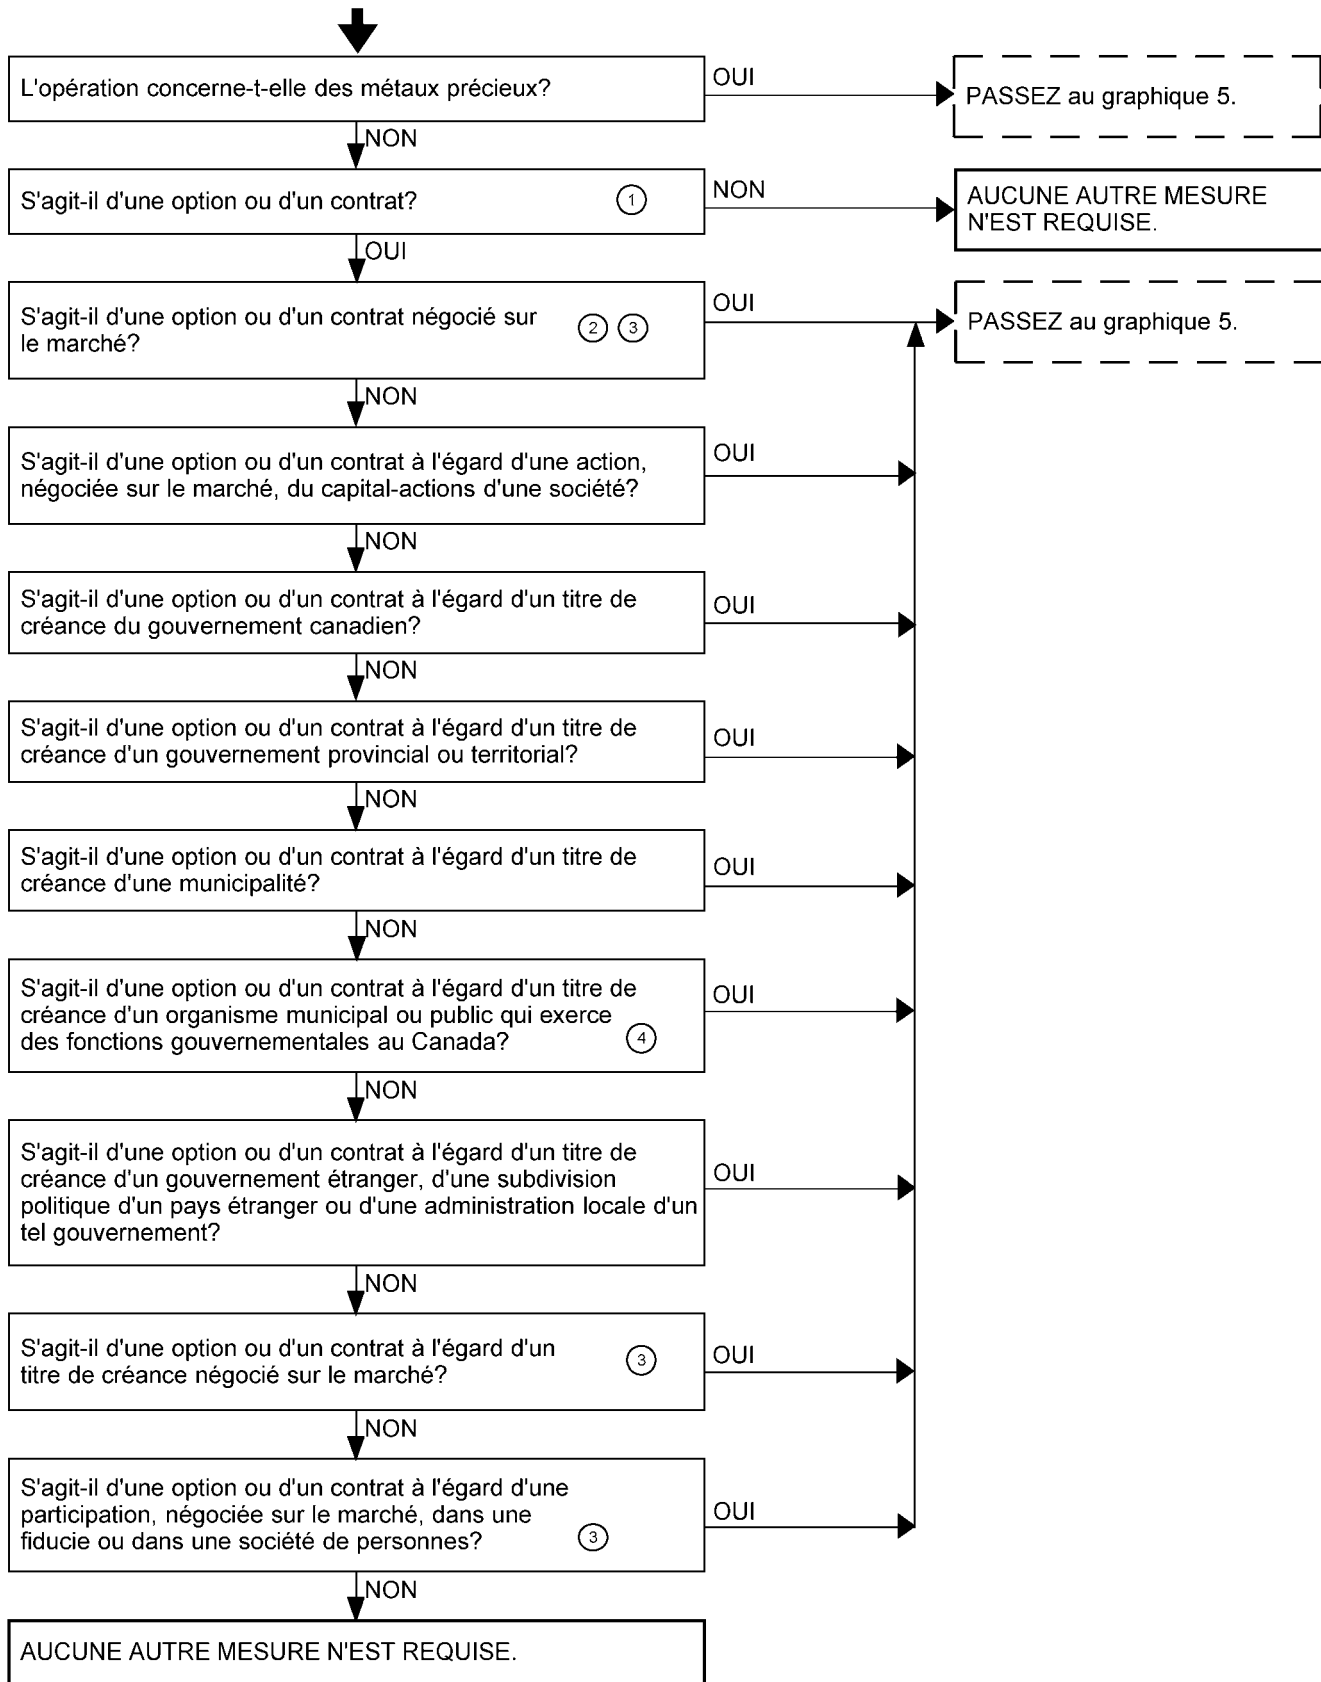 L'opération concerne-t-elle des métaux précieux?
OUI
PASSEZ au graphique 5.
NON
S'agit-il d'une option ou d'un contrat?
1
NON
AUCUNE AUTRE MESURE
N'EST REQUISE.
OUI
S'agit-il d'une option ou d'un contrat négocié sur
le marché?
2 3
OUI
PASSEZ au graphique 5.
NON
S'agit-il d'une option ou d'un contrat à l'égard d'une action,
négociée sur le marché, du capital-actions d'une société?
OUI
NON
S'agit-il d'une option ou d'un contrat à l'égard d'un titre de
créance du gouvernement canadien?
OUI
NON
S'agit-il d'une option ou d'un contrat à l'égard d'un titre de
créance d'un gouvernement provincial ou territorial?
OUI
NON
S'agit-il d'une option ou d'un contrat à l'égard d'un titre de
créance d'une municipalité?
OUI
NON
S'agit-il d'une option ou d'un contrat à l'égard d'un titre de
créance d'un organisme municipal ou public qui exerce
des fonctions gouvernementales au Canada?
4
OUI
NON
S'agit-il d'une option ou d'un contrat à l'égard d'un titre de
créance d'un gouvernement étranger, d'une subdivision
politique d'un pays étranger ou d'une administration locale d'un
tel gouvernement?
OUI
NON
S'agit-il d'une option ou d'un contrat à l'égard d'un
titre de créance négocié sur le marché?
3
OUI
NON
S'agit-il d'une option ou d'un contrat à l'égard d'une
participation, négociée sur le marché, dans une
fiducie ou dans une société de personnes?
3
OUI
NON
AUCUNE AUTRE MESURE N'EST REQUISE.